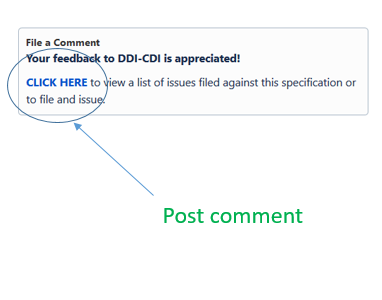 File a Comment
Your feedback to DDI-CDI is appreciated!
CLICK HERE to view a list of issues filed against this specification or
to file and issue.
Post comment